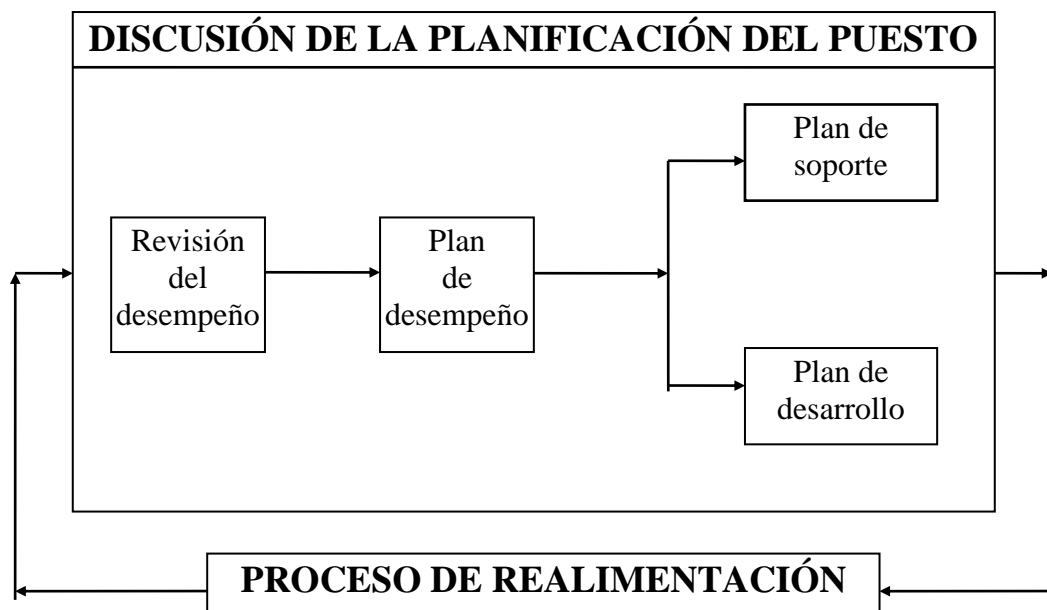 DISCUSIÓN DE LA PLANIFICACIÓN DEL PUESTO
Revisión
del
desempeño
Plan
de
desempeño
Plan de
soporte
Plan de
desarrollo
PROCESO DE REALIMENTACIÓN